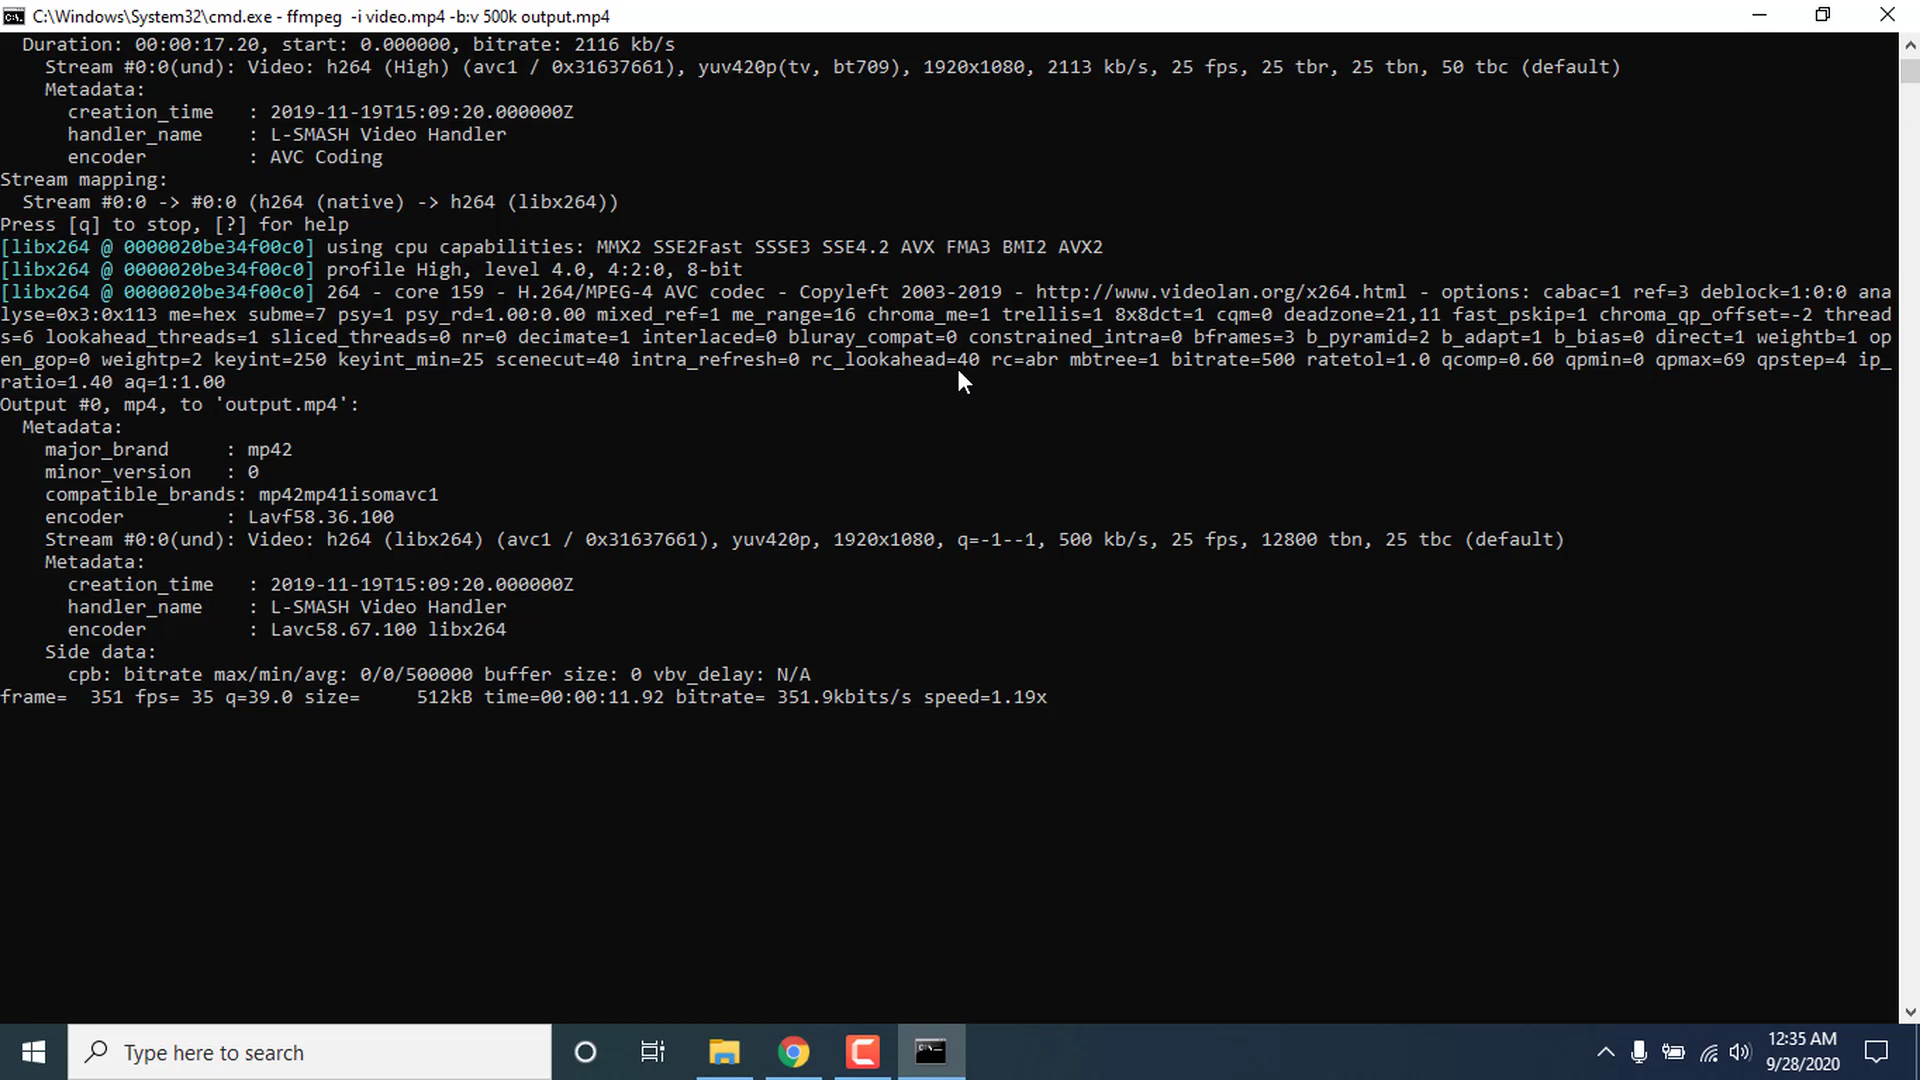 C:\Windows\System32\cmd.exe - ffmpeg  -i video.mp4 -b:v 500k output.mp4
  Duration: 00:00:17.20, start: 0.000000, bitrate: 2116 kb/s
    Stream #0:0(und): Video: h264 (High) (avc1 / 0x31637661), yuv420p(tv, bt709), 1920x1080, 2113 kb/s, 25 fps, 25 tbr, 25 tbn, 50 tbc (default)
    Metadata:
      creation_time   : 2019-11-19T15:09:20.000000Z
      handler_name    : L-SMASH Video Handler
      encoder         : AVC Coding
Stream mapping:
  Stream #0:0 -> #0:0 (h264 (native) -> h264 (libx264))
Press [q] to stop, [?] for help
[libx264 @ 0000020be34f00c0] using cpu capabilities: MMX2 SSE2Fast SSSE3 SSE4.2 AVX FMA3 BMI2 AVX2
[libx264 @ 0000020be34f00c0] profile High, level 4.0, 4:2:0, 8-bit
[libx264 @ 0000020be34f00c0] 264 - core 159 - H.264/MPEG-4 AVC codec - Copyleft 2003-2019 - http://www.videolan.org/x264.html - options: cabac=1 ref=3 deblock=1:0:0 ana
lyse=0x3:0x113 me=hex subme=7 psy=1 psy_rd=1.00:0.00 mixed_ref=1 me_range=16 chroma_me=1 trellis=1 8x8dct=1 cqm=0 deadzone=21,11 fast_pskip=1 chroma_qp_offset=-2 thread
s=6 lookahead_threads=1 sliced_threads=0 nr=0 decimate=1 interlaced=0 bluray_compat=0 constrained_intra=0 bframes=3 b_pyramid=2 b_adapt=1 b_bias=0 direct=1 weightb=1 op
en_gop=0 weightp=2 keyint=250 keyint_min=25 scenecut=40 intra_refresh=0 rc_lookahead=40 rc=abr mbtree=1 bitrate=500 ratetol=1.0 qcomp=0.60 qpmin=0 qpmax=69 qpstep=4 ip_
ratio=1.40 aq=1:1.00
Output #0, mp4, to 'output.mp4':
  Metadata:
    major_brand     : mp42
    minor_version   : 0
    compatible_brands: mp42mp41isomavc1
    encoder         : Lavf58.36.100
    Stream #0:0(und): Video: h264 (libx264) (avc1 / 0x31637661), yuv420p, 1920x1080, q=-1--1, 500 kb/s, 25 fps, 12800 tbn, 25 tbc (default)
    Metadata:
      creation_time   : 2019-11-19T15:09:20.000000Z
      handler_name    : L-SMASH Video Handler
      encoder         : Lavc58.67.100 libx264
    Side data:
      cpb: bitrate max/min/avg: 0/0/500000 buffer size: 0 vbv_delay: N/A
frame=  351 fps= 35 q=39.0 size=     512kB time=00:00:11.92 bitrate= 351.9kbits/s speed=1.19x
Type here to search
12:35 AM
9/28/2020